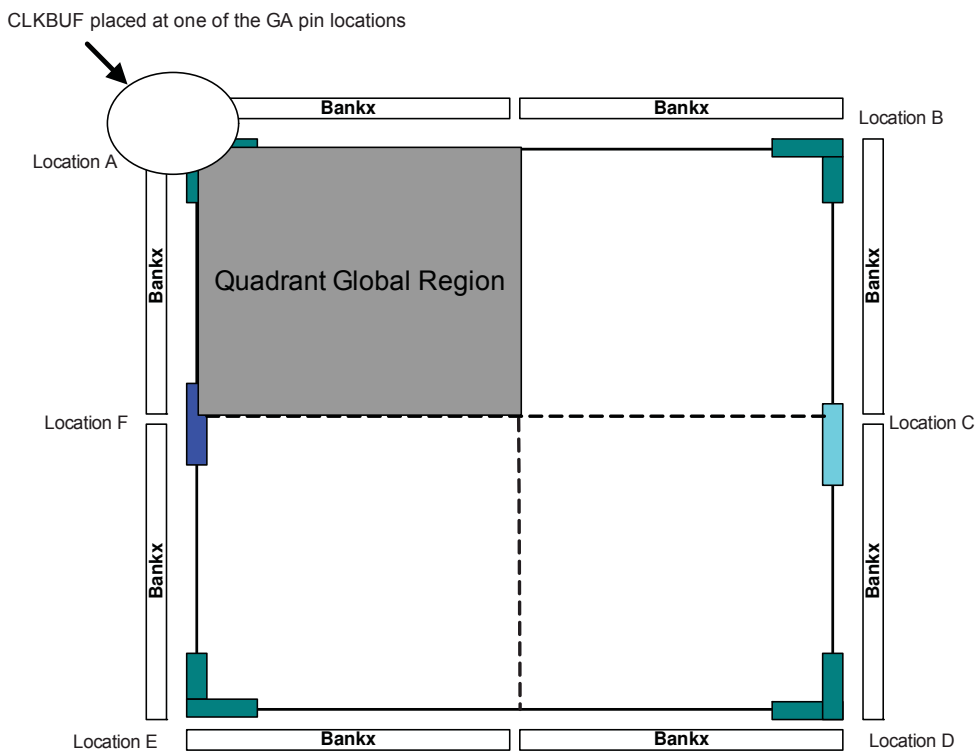 CLKBUF placed at one of the GA pin locations
Bankx
Bankx
Location B
Location A
Bankx
Bankx
Quadrant Global Region
Location F
Location C
Bankx
Bankx
Location E
Bankx
Bankx
Location D